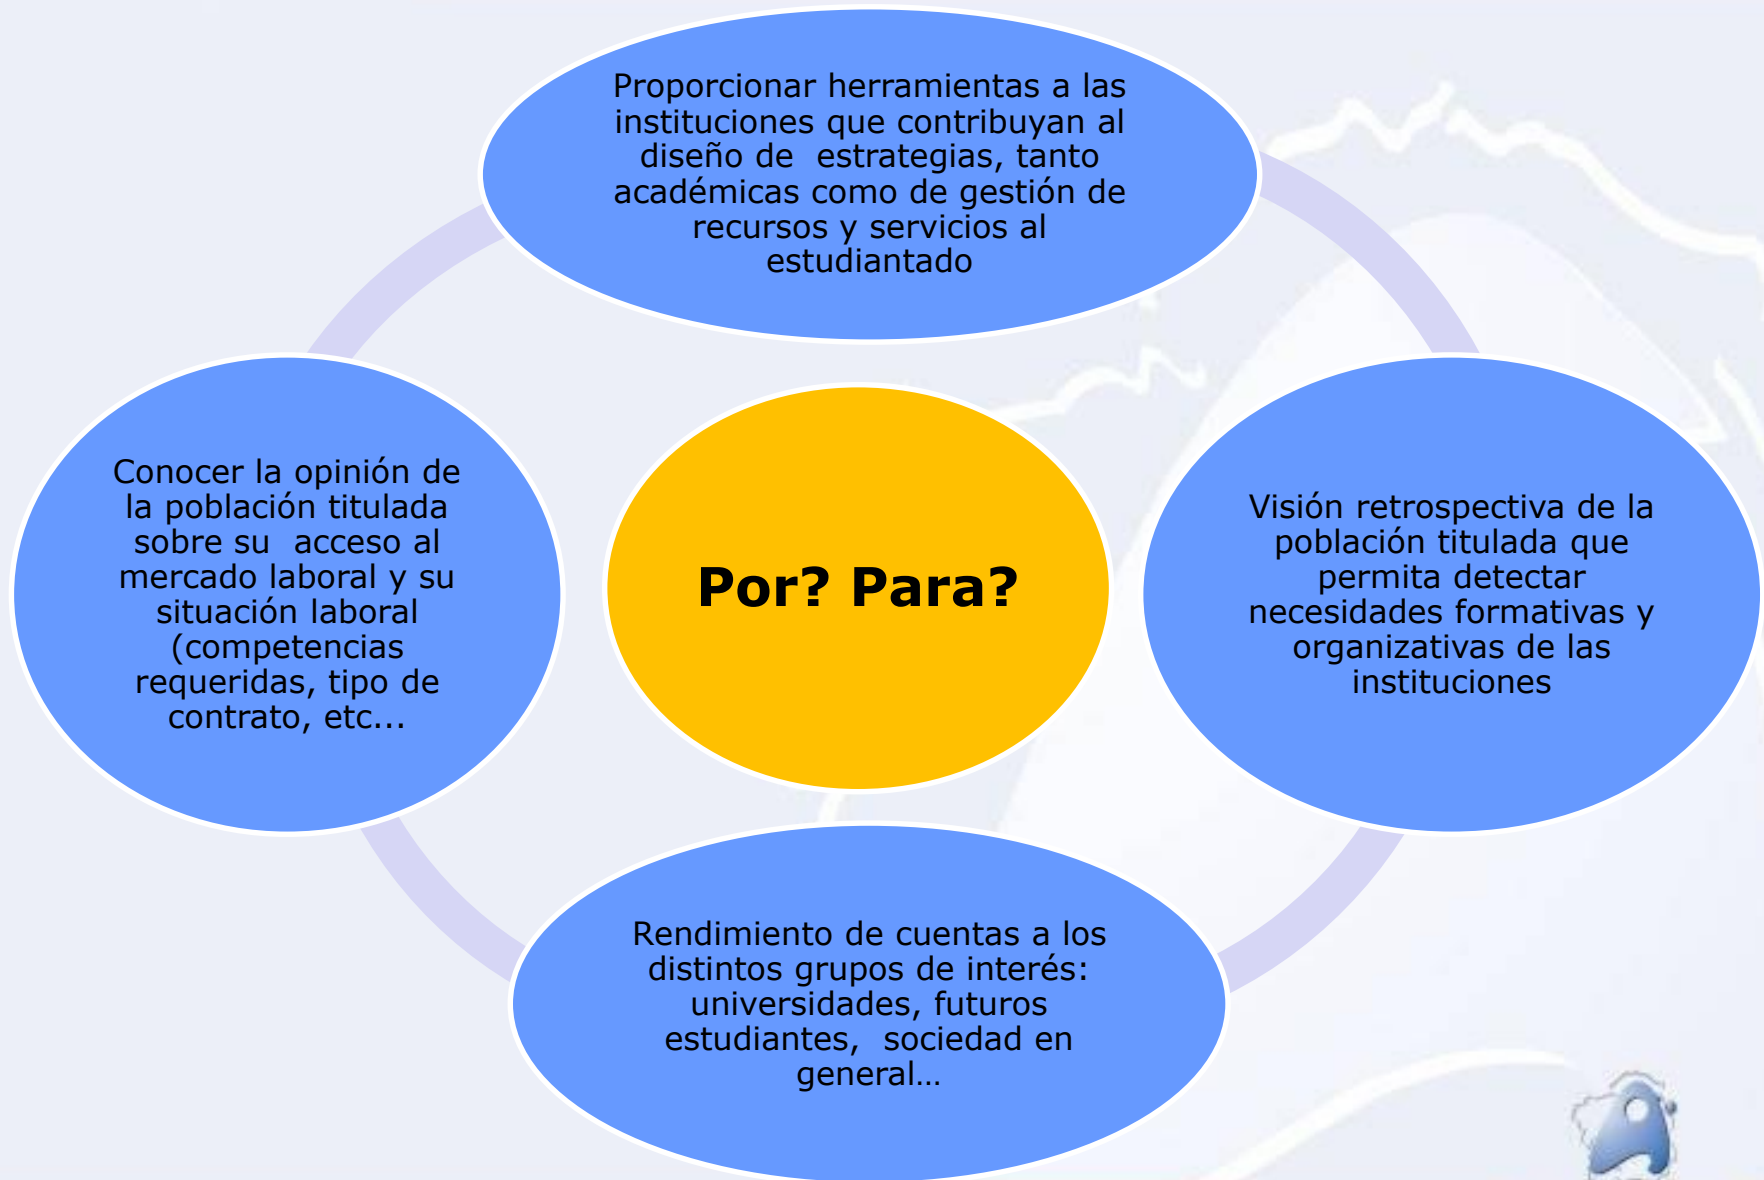 Proporcionar herramientas a las
instituciones que contribuyan al
diseño de  estrategias, tanto
académicas como de gestión de
recursos y servicios al
estudiantado
Conocer la opinión de
la población titulada
sobre su  acceso al
mercado laboral y su
situación laboral
(competencias
requeridas, tipo de
contrato, etc...
Por? Para?
Visión retrospectiva de la
población titulada que
permita detectar
necesidades formativas y
organizativas de las
instituciones
Rendimiento de cuentas a los
distintos grupos de interés:
universidades, futuros
estudiantes,  sociedad en
general…